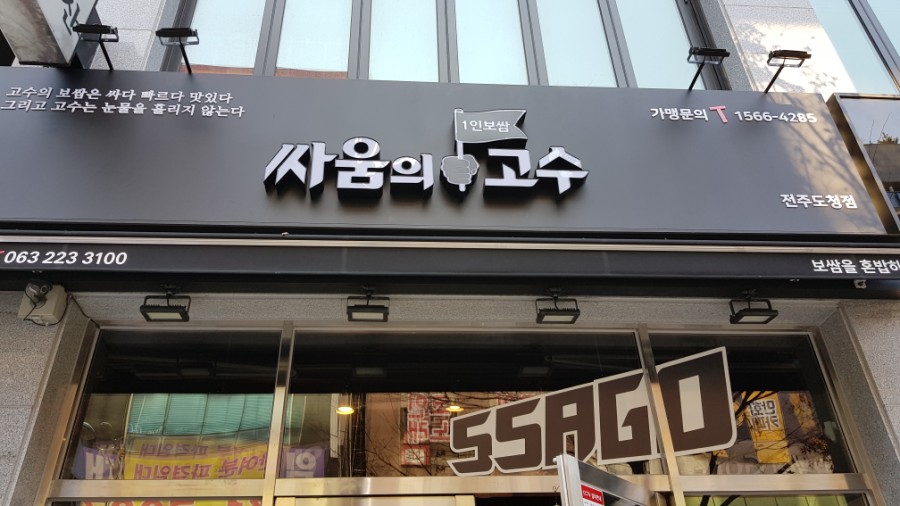 고수의 보쌈은 싸다 빠르다 맛있다
그리고 고수는 눈물을 흘리지 않는다
1인보쌈
싸움의 고수
가맹문의 T 1566-4285
전주도청점
T 063 223 3100
보쌈을 혼밥하
SSAGO